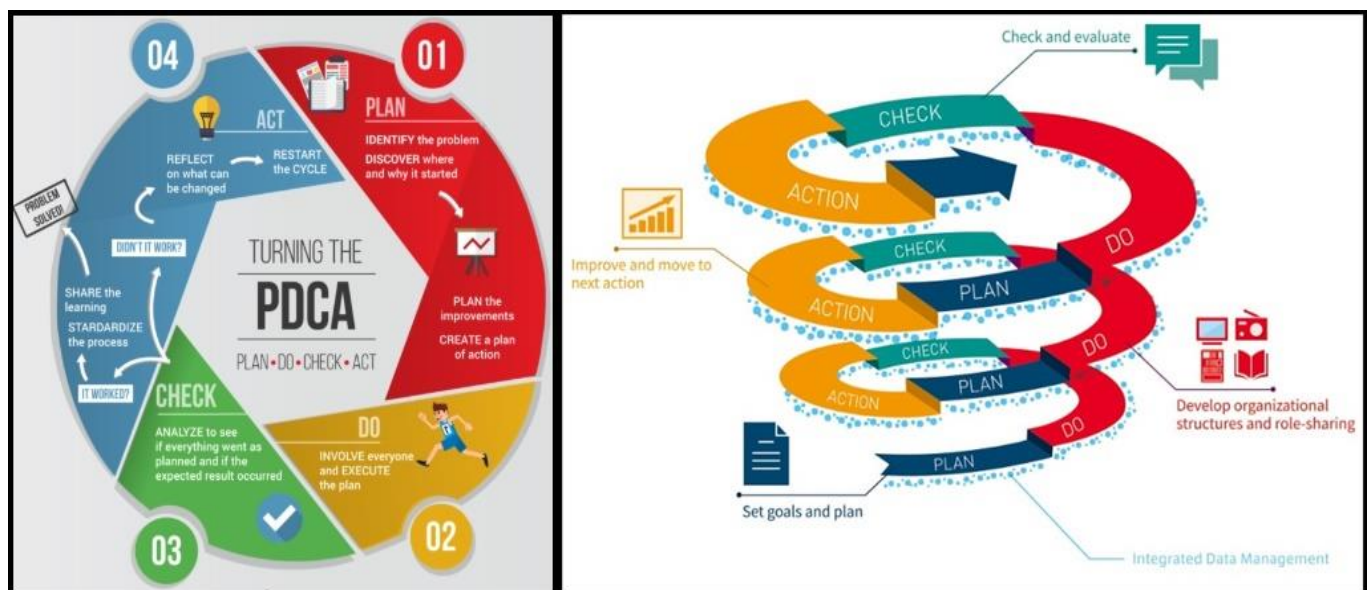 04
01
ACT
REFLECT
on what can
be changed
RESTART
the CYCLE
PLAN
IDENTIFY the problem
DISCOVER where
and why it started
PLAN the
improvements
CREATE a plan
of action
PROBLEM
SOLVED!
DIDN'T IT WORK?
SHARE the
learning
STARDARDIZE
the process
IT WORKED?
TURNING THE
PDCA
PLAN•DO•CHECK•ACT
CHECK
ANALYZE to see
if everything went as
planned and if the
expected result occurred
DO
INVOLVE everyone
and EXECUTE
the plan
03
02
Check and evaluate
CHECK
ACTION
DO
Improve and move to
next action
CHECK
ACTION
PLAN
DO
CHECK
ACTION
PLAN
DO
PLAN
Develop organizational
structures and role-sharing
Set goals and plan
Integrated Data Management